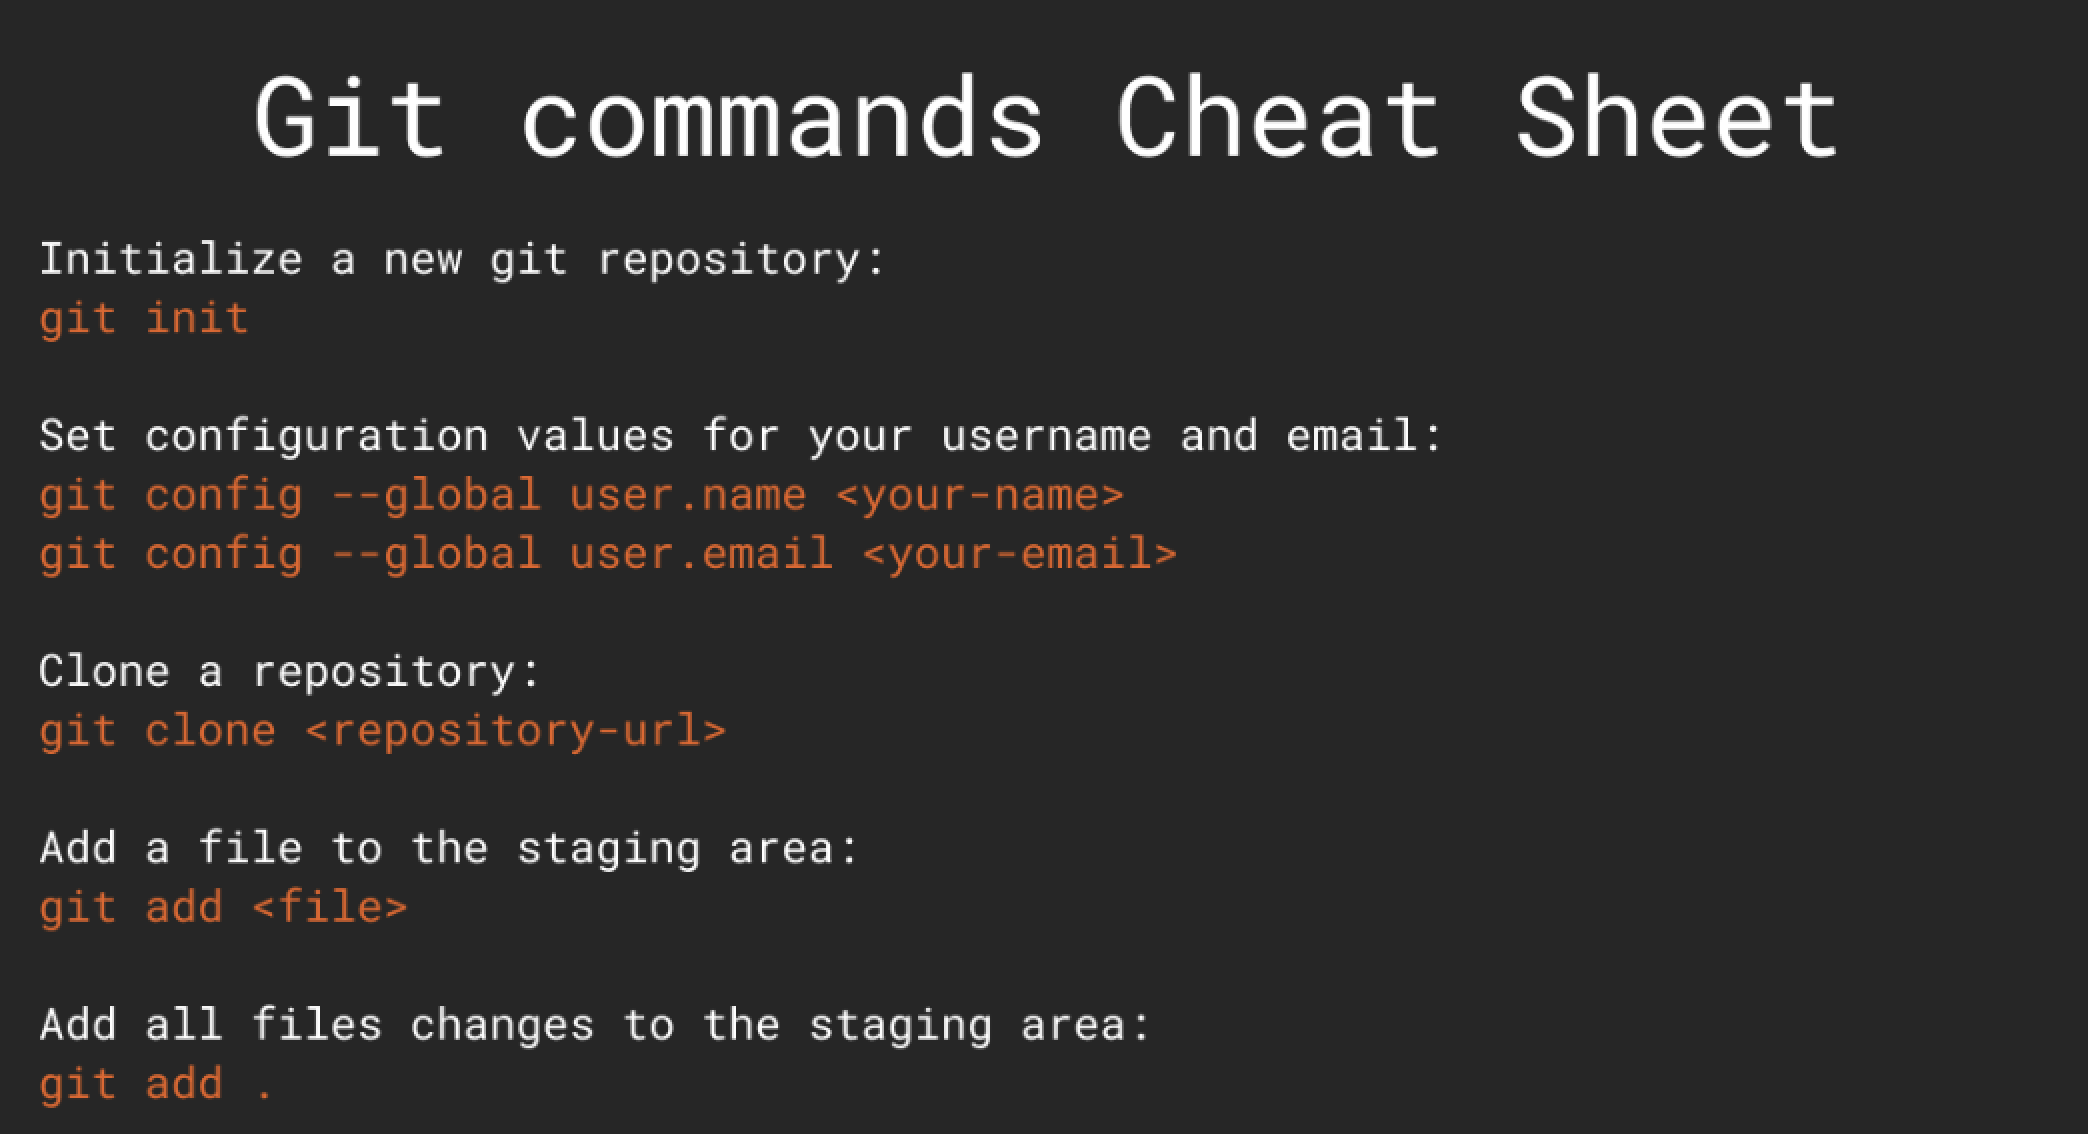 Git commands Cheat Sheet
Initialize a new git repository:
git init
Set configuration values for your username and email:
git config --global user.name <your-name>
git config --global user.email <your-email>
Clone a repository:
git clone <repository-url>
Add a file to the staging area:
git add <file>
Add all files changes to the staging area:
git add .